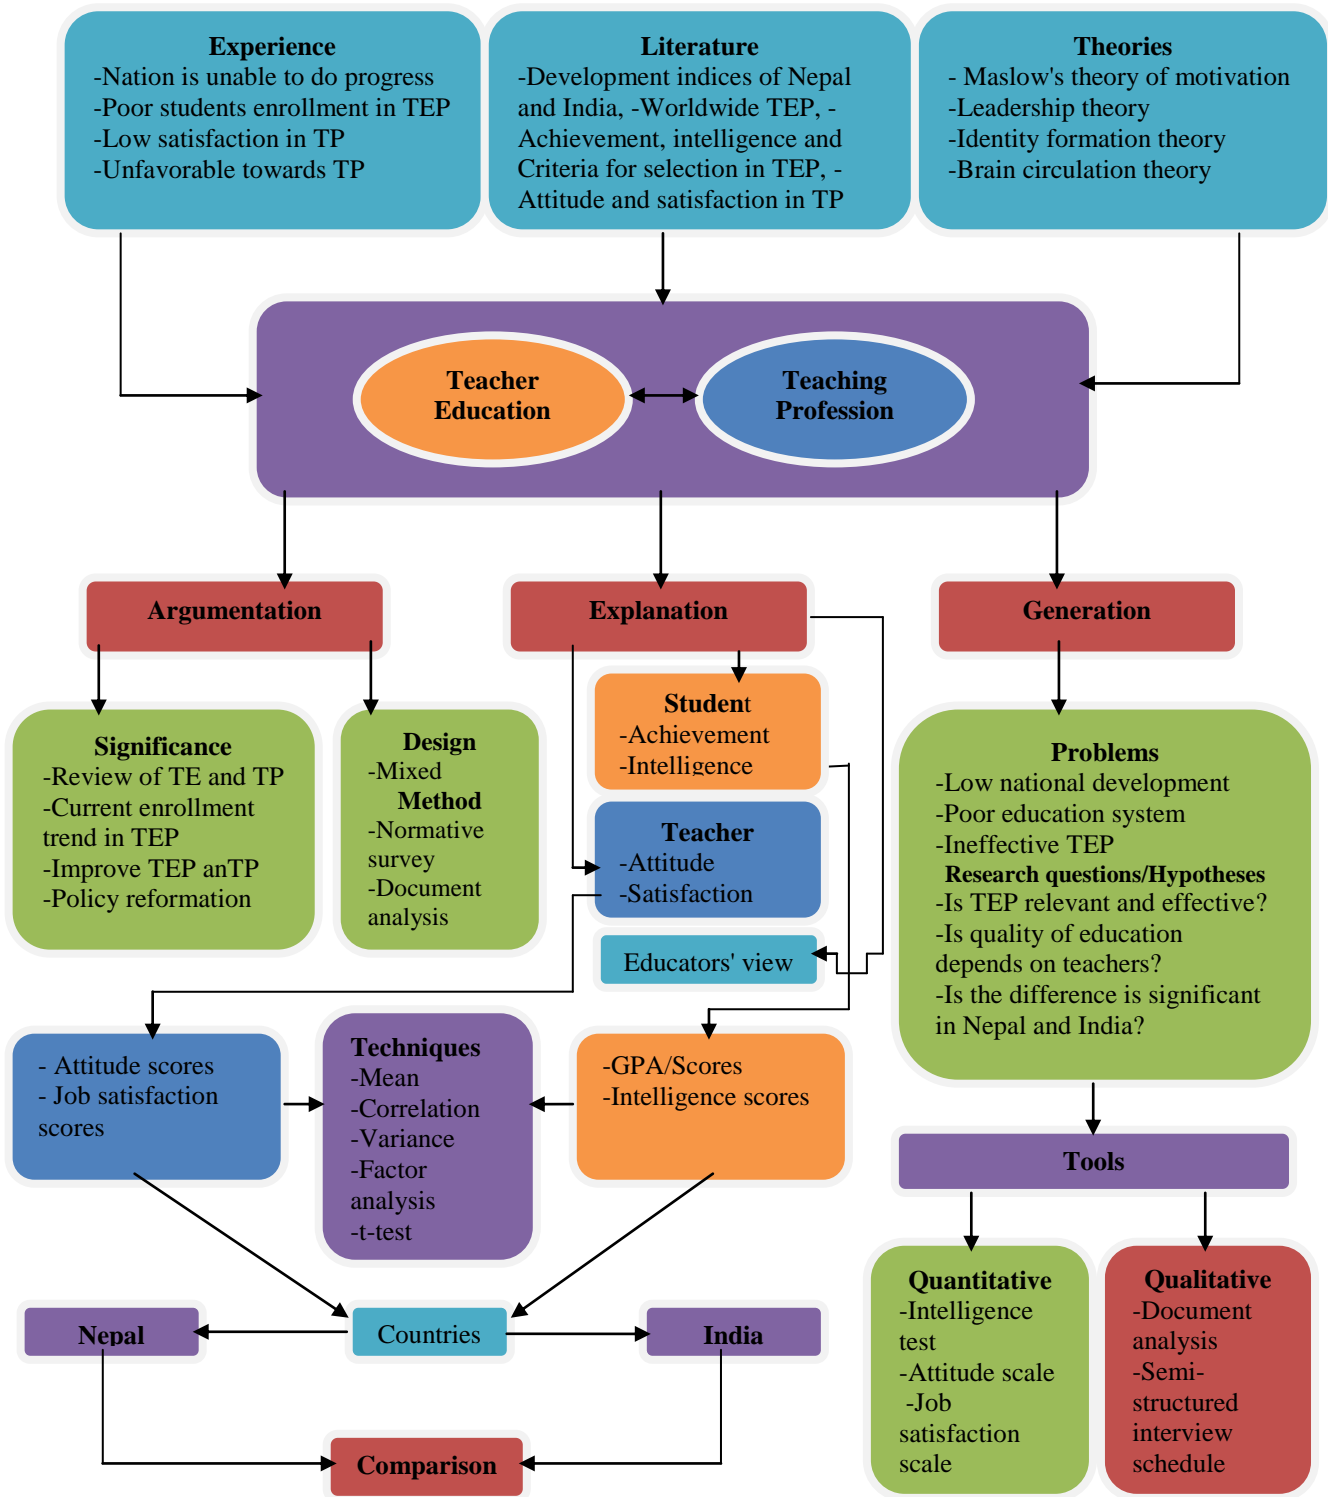 Experience
-Nation is unable to do progress
-Poor students enrollment in TEP
-Low satisfaction in TP
-Unfavorable towards TP
Literature
-Development indices of Nepal
and India, -Worldwide TEP, -
Achievement, intelligence and
Criteria for selection in TEP, -
Attitude and satisfaction in TP
Theories
- Maslow's theory of motivation
-Leadership theory
-Identity formation theory
-Brain circulation theory
Teacher
Education
Teaching
Profession
Argumentation
Explanation
Generation
Significance
-Review of TE and TP
-Current enrollment
trend in TEP
-Improve TEP anTP
-Policy reformation
Design
-Mixed
Method
-Normative
survey
-Document
analysis
Student
-Achievement
-Intelligence
Teacher
-Attitude
-Satisfaction
Educators' view
Problems
-Low national development
-Poor education system
-Ineffective TEP
Research questions/Hypotheses
-Is TEP relevant and effective?
-Is quality of education
depends on teachers?
-Is the difference is significant
in Nepal and India?
- Attitude scores
- Job satisfaction
scores
Techniques
-Mean
-Correlation
-Variance
-Factor
analysis
-t-test
-GPA/Scores
-Intelligence scores
Tools
Quantitative
-Intelligence
test
-Attitude scale
-Job
satisfaction
scale
Qualitative
-Document
analysis
-Semi-
structured
interview
schedule
Nepal
Countries
India
Comparison